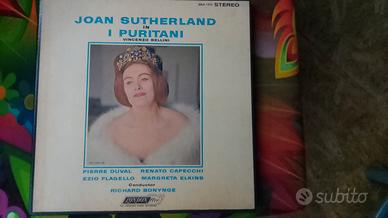 STEREO
JOAN SUTHERLAND
IN
I PURITANI
VINCENZO BELLINI
PIERRE DUVAL RENATO CAPECCHI
EZIO FLAGELLO MARGRETA ELKINS
Conductor
RICHARD BONYNGE
LONDON
subito